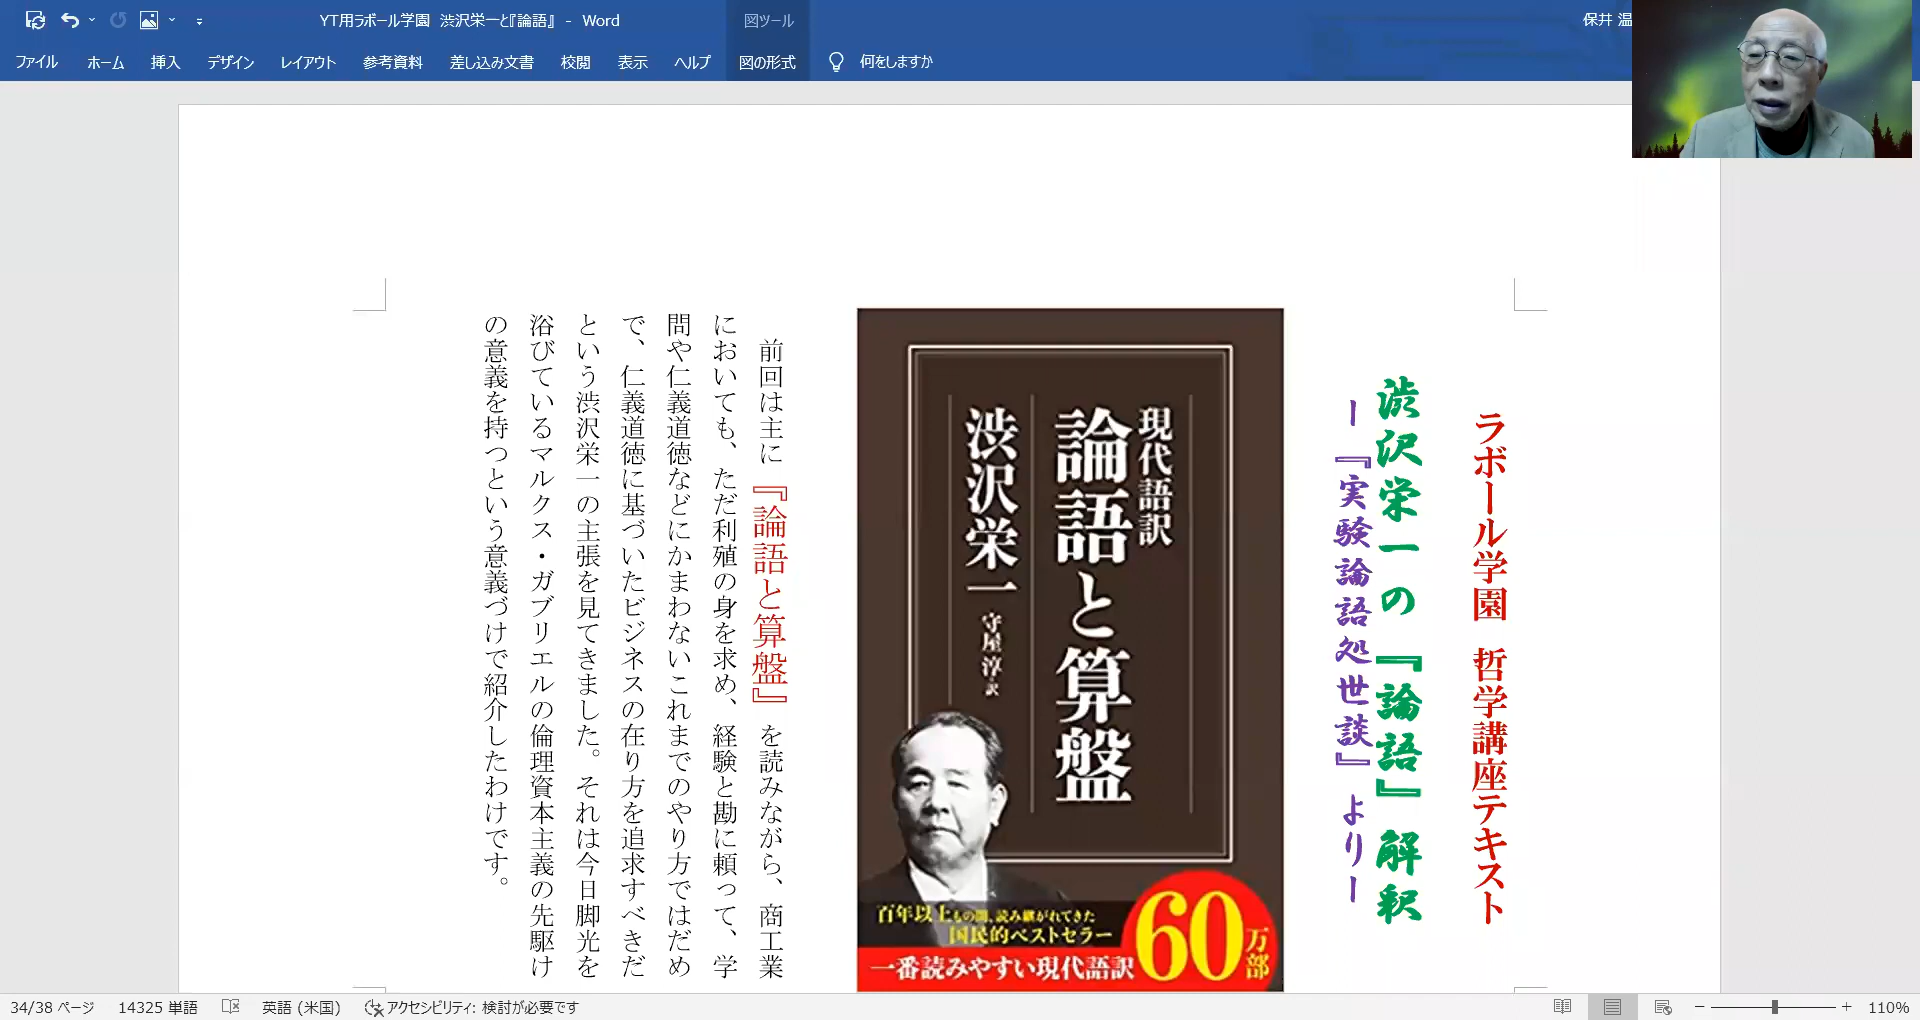 YT用ラボール学園 渋沢栄一と『論語』 - Word
図ツール
保井 温
ファイル
ホーム
挿入
デザイン
レイアウト
参考資料
差し込み文書
校閲
表示
ヘルプ
図の形式
何をしますか
ラボール学園 哲学講座テキスト
渋沢栄一の『論語』解釈
ー『実験論語処世談』よりー
現代語訳
論語と算盤
渋沢栄一
守屋 淳・訳
百年以上もの間、読み継がれてきた
国民的ベストセラー
60万部
一番読みやすい現代語訳
前回は主に『論語と算盤』を読みながら、商工業
においても、ただ利殖の身を求め、経験と勘に頼って、学
問や仁義道徳などにかまわないこれまでのやり方ではだめ
で、仁義道徳に基づいたビジネスの在り方を追求すべきだ
という渋沢栄一の主張を見てきました。それは今日脚光を
浴びているマルクス・ガブリエルの倫理資本主義の先駆け
の意義を持つという意義づけで紹介したわけです。
34/38 ページ
14325 単語
英語 (米国)
アクセシビリティ: 検討が必要です
110%